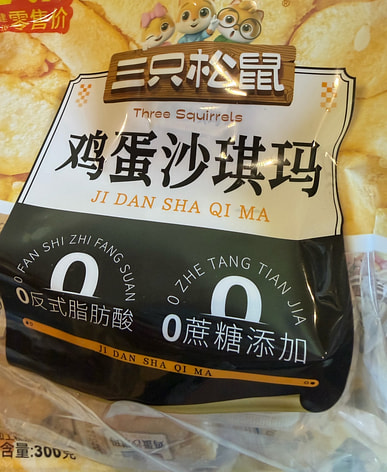 零售价
三只松鼠
Three Squirrels
鸡蛋沙琪玛
JI DAN SHA QI MA
0 FAN SHI ZHI FANG SUAN
0
0反式脂肪酸
0 ZHE TANG TIAN JIA
0
0蔗糖添加
JI DAN SHA QI MA
含量:300克